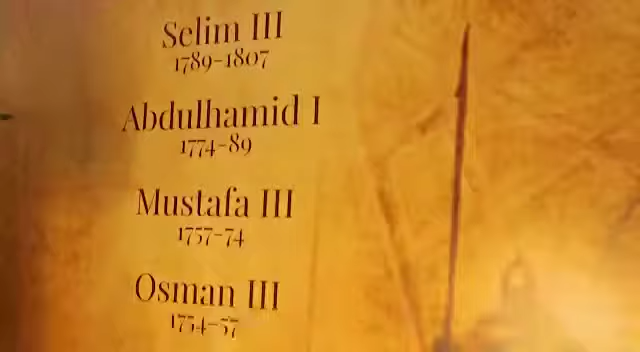 Selim III
1789-1807
Abdulhamid I
1774-89
Mustafa III
1757-74
Osman III
1754-57